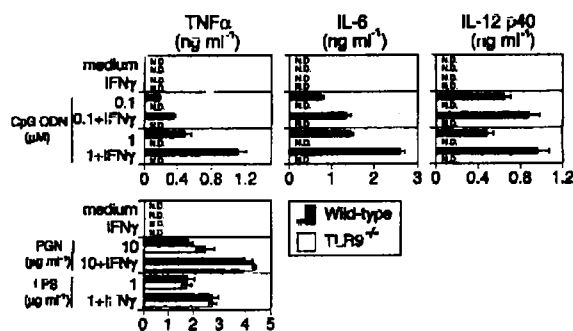 TNFα IL-6 IL-12 p40
(ng ml⁻¹) (ng ml⁻¹) (ng ml⁻¹)
medium N.D. N.D. N.D.
N.D. N.D. N.D.
IFNγ N.D. N.D. N.D.
N.D. N.D. N.D.
CpG ODN
(μM)
0.1
N.D. N.D. N.D.
0.1+IFNγ
N.D. N.D. N.D.
1
N.D. N.D. N.D.
1+IFNγ
N.D. N.D. N.D.
0 0.4 0.8 1.2 0 1 2 3 0 0.4 0.8 1.2
medium N.D.
N.D.
IFNγ N.D.
N.D.
PGN
(μg ml⁻¹)
10
10+IFNγ
LPS
(μg ml⁻¹)
1
1+IFNγ
0 1 2 3 4 5
Wild-type
TLR9⁻/⁻